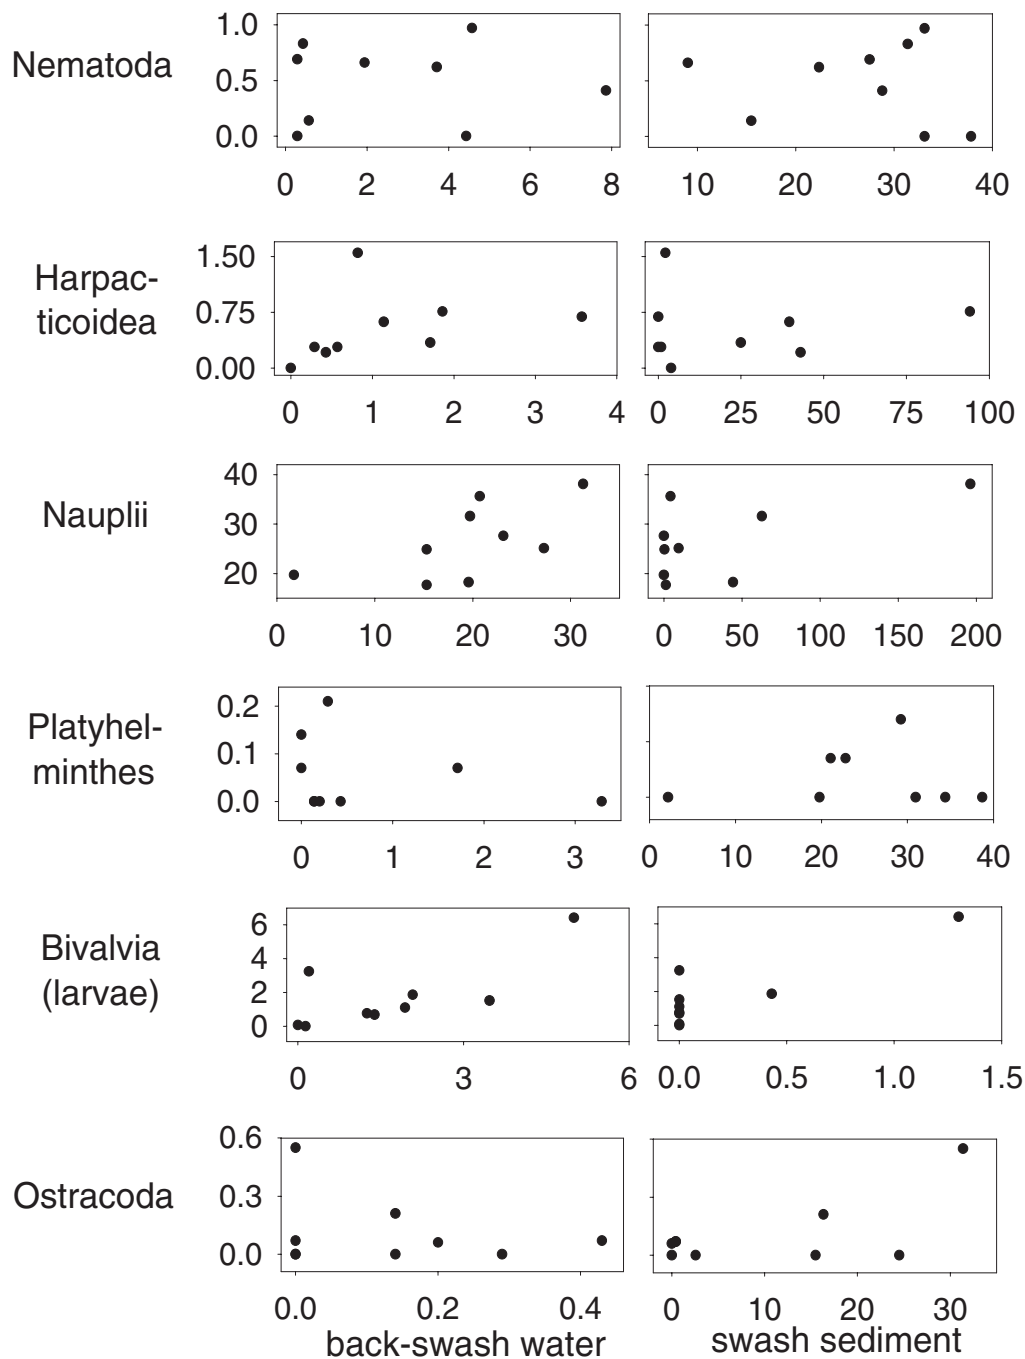 Nematoda
1.0
0.5
0.0
0 2 4 6 8
10 20 30 40
Harpac-
ticoidea
1.50
0.75
0.00
0 1 2 3 4
0 25 50 75 100
Nauplii
40
30
20
0 10 20 30
0 50 100 150 200
Platyhel-
minthes
0.2
0.1
0.0
0 1 2 3
0 10 20 30 40
Bivalvia
(larvae)
6
4
2
0
0 3 6
0.0 0.5 1.0 1.5
Ostracoda
0.6
0.3
0.0
0.0 0.2 0.4
0 10 20 30
back-swash water
swash sediment